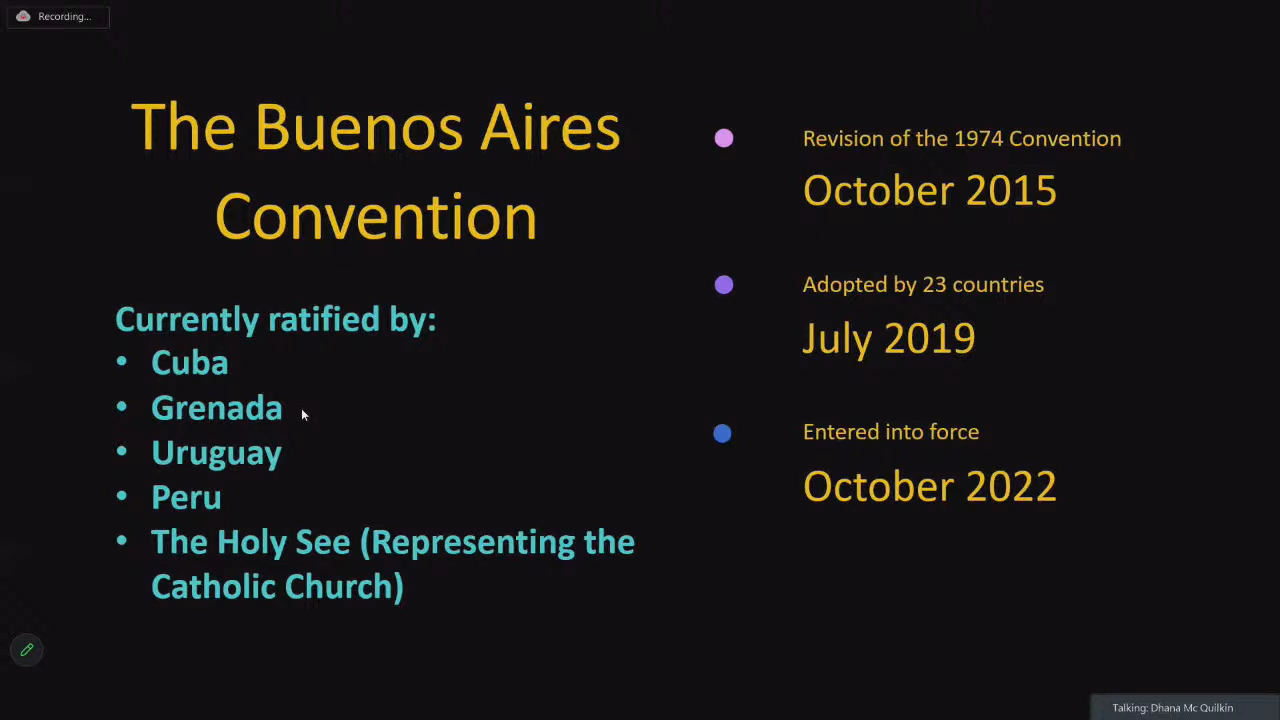 Recording...
The Buenos Aires
Convention
Currently ratified by:
• Cuba
• Grenada
• Uruguay
• Peru
• The Holy See (Representing the
Catholic Church)
Revision of the 1974 Convention
October 2015
Adopted by 23 countries
July 2019
Entered into force
October 2022
Talking: Dhana Mc Quilkin